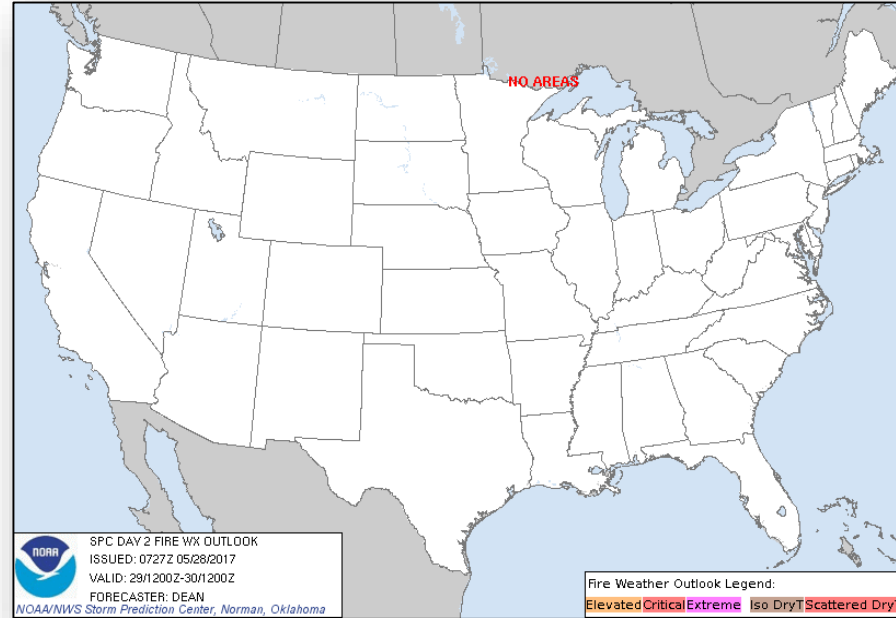 NO AREAS
NOAA
SPC DAY 2 FIRE WX OUTLOOK
ISSUED: 0727Z 05/28/2017
VALID: 29/1200Z-30/1200Z
FORECASTER: DEAN
NOAA/NWS Storm Prediction Center, Norman, Oklahoma
Fire Weather Outlook Legend:
Elevated Critical Extreme Iso DryT Scattered DryT